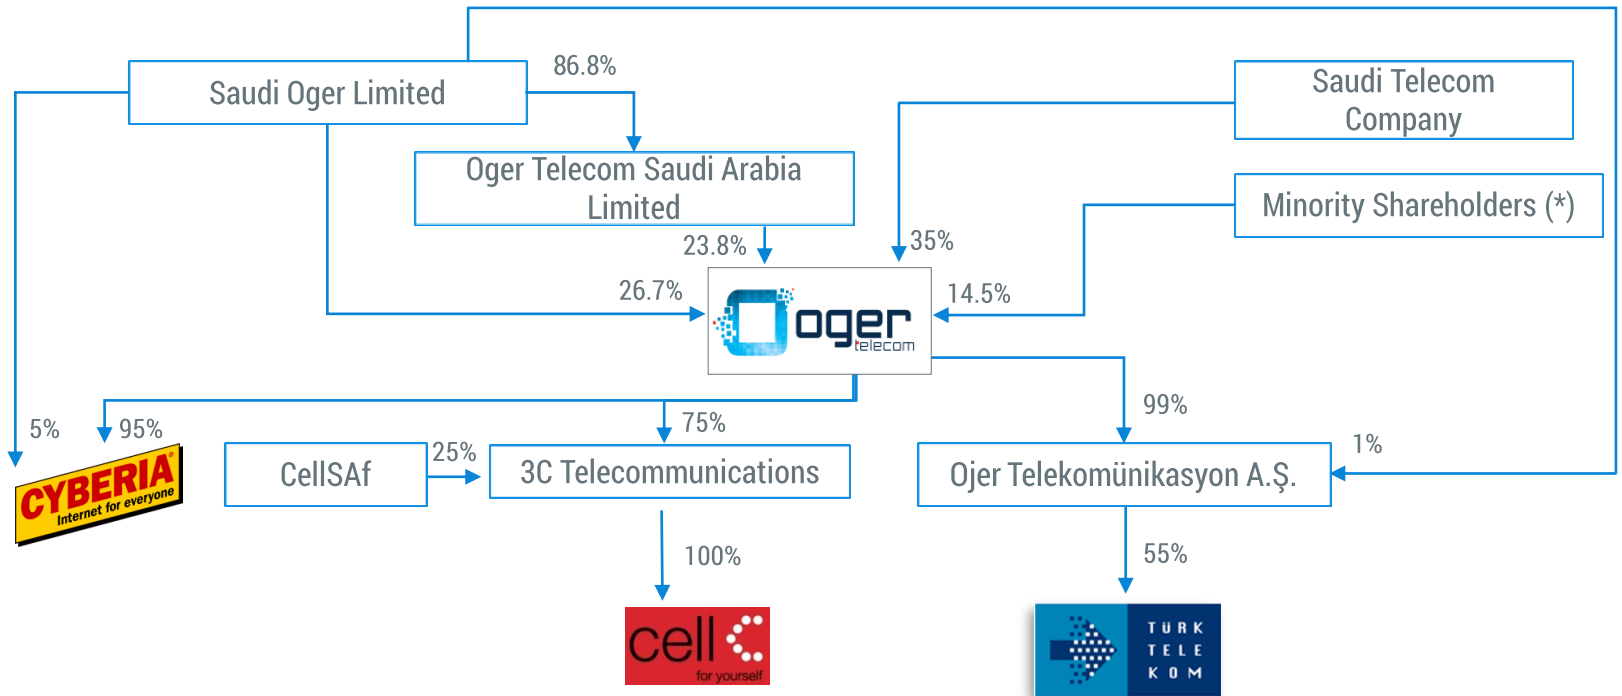 86.8%
Saudi Oger Limited
Saudi Telecom
Company
Oger Telecom Saudi Arabia
Limited
Minority Shareholders (*)
23.8%
35%
26.7%
14.5%
oger
telecom
99%
5%
95%
75%
1%
25%
CYBERIA®
Internet for everyone
CellSAf
3C Telecommunications
Ojer Telekomünikasyon A.Ş.
100%
55%
cell C
for yourself
TÜRK
TELE
KOM